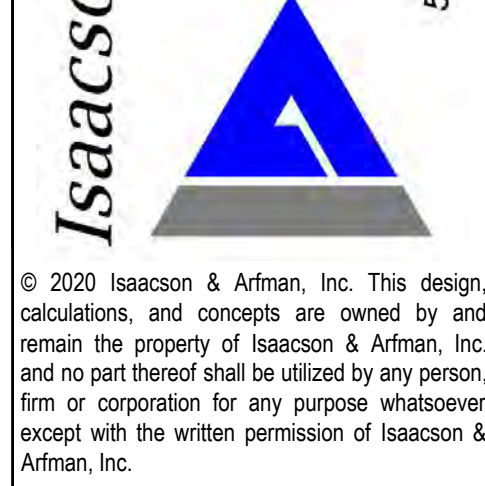 Isaacso
5
© 2020 Isaacson & Arfman, Inc. This design,
calculations, and concepts are owned by and
remain the property of Isaacson & Arfman, Inc.
and no part thereof shall be utilized by any person,
firm or corporation for any purpose whatsoever
except with the written permission of Isaacson &
Arfman, Inc.